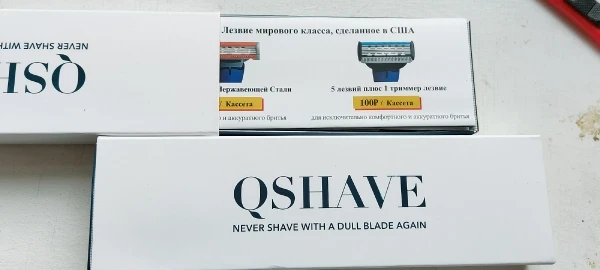 NEVER SHAVE WITH
QSH
Лезвие мирового класса, сделанное в США
Нержавеющей Стали
5 лезвий плюс 1 триммер лезвие
/ Кассета
100₽ / Кассета
и аккуратного бритья
для исключительно комфортного и аккуратного бритья
QSHAVE
NEVER SHAVE WITH A DULL BLADE AGAIN